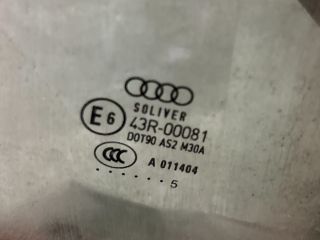 SOLIVER
E6 43R-00081
DOT90 AS2 M30A
CCC A 011404
. . . . . . 5